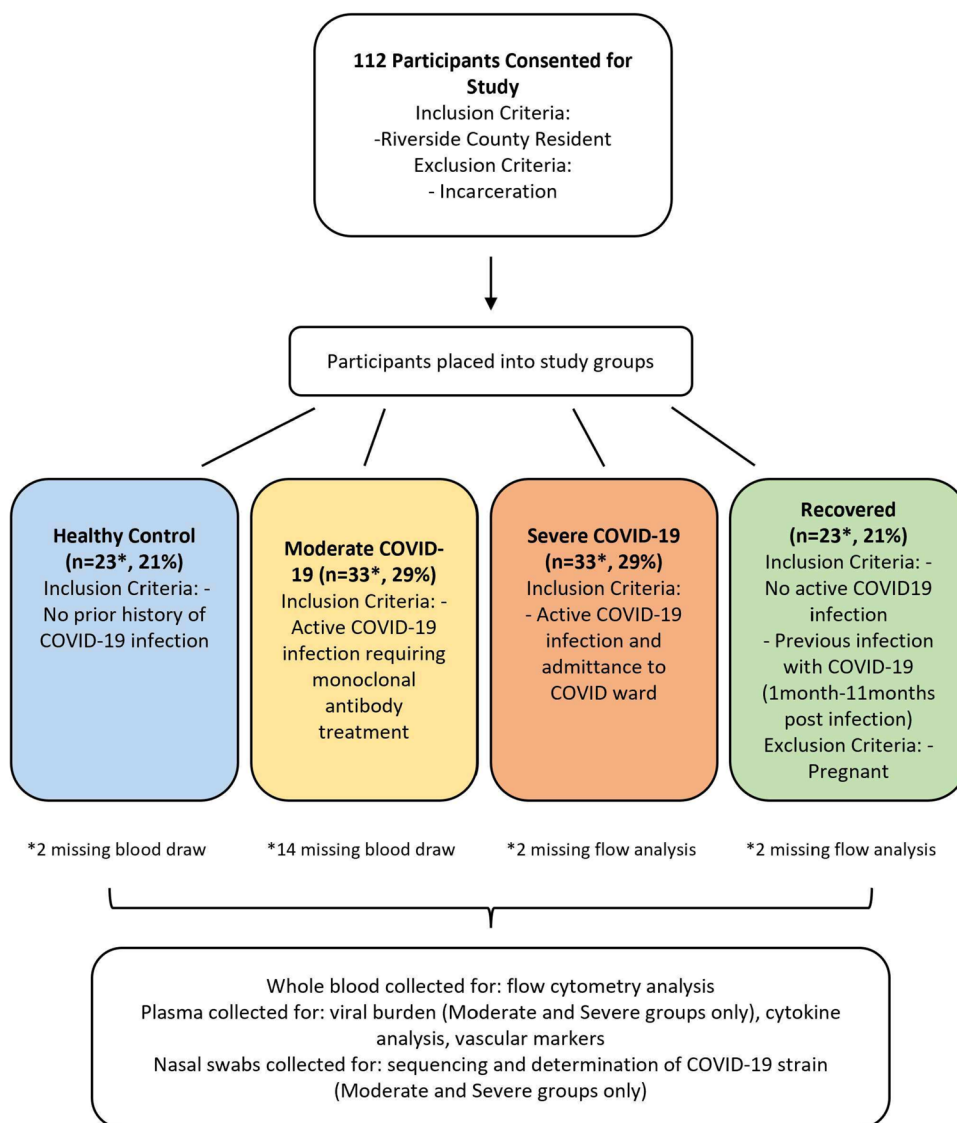 112 Participants Consented for
Study
Inclusion Criteria:
-Riverside County Resident
Exclusion Criteria:
- Incarceration
Participants placed into study groups
Healthy Control
(n=23*, 21%)
Inclusion Criteria: -
No prior history of
COVID-19 infection
Moderate COVID-
19 (n=33*, 29%)
Inclusion Criteria: -
Active COVID-19
infection requiring
monoclonal
antibody
treatment
Severe COVID-19
(n=33*, 29%)
Inclusion Criteria:
- Active COVID-19
infection and
admittance to
COVID ward
Recovered
(n=23*, 21%)
Inclusion Criteria: -
No active COVID19
infection
- Previous infection
with COVID-19
(1month-11months
post infection)
Exclusion Criteria: -
Pregnant
*2 missing blood draw
*14 missing blood draw
*2 missing flow analysis
*2 missing flow analysis
Whole blood collected for: flow cytometry analysis
Plasma collected for: viral burden (Moderate and Severe groups only), cytokine
analysis, vascular markers
Nasal swabs collected for: sequencing and determination of COVID-19 strain
(Moderate and Severe groups only)